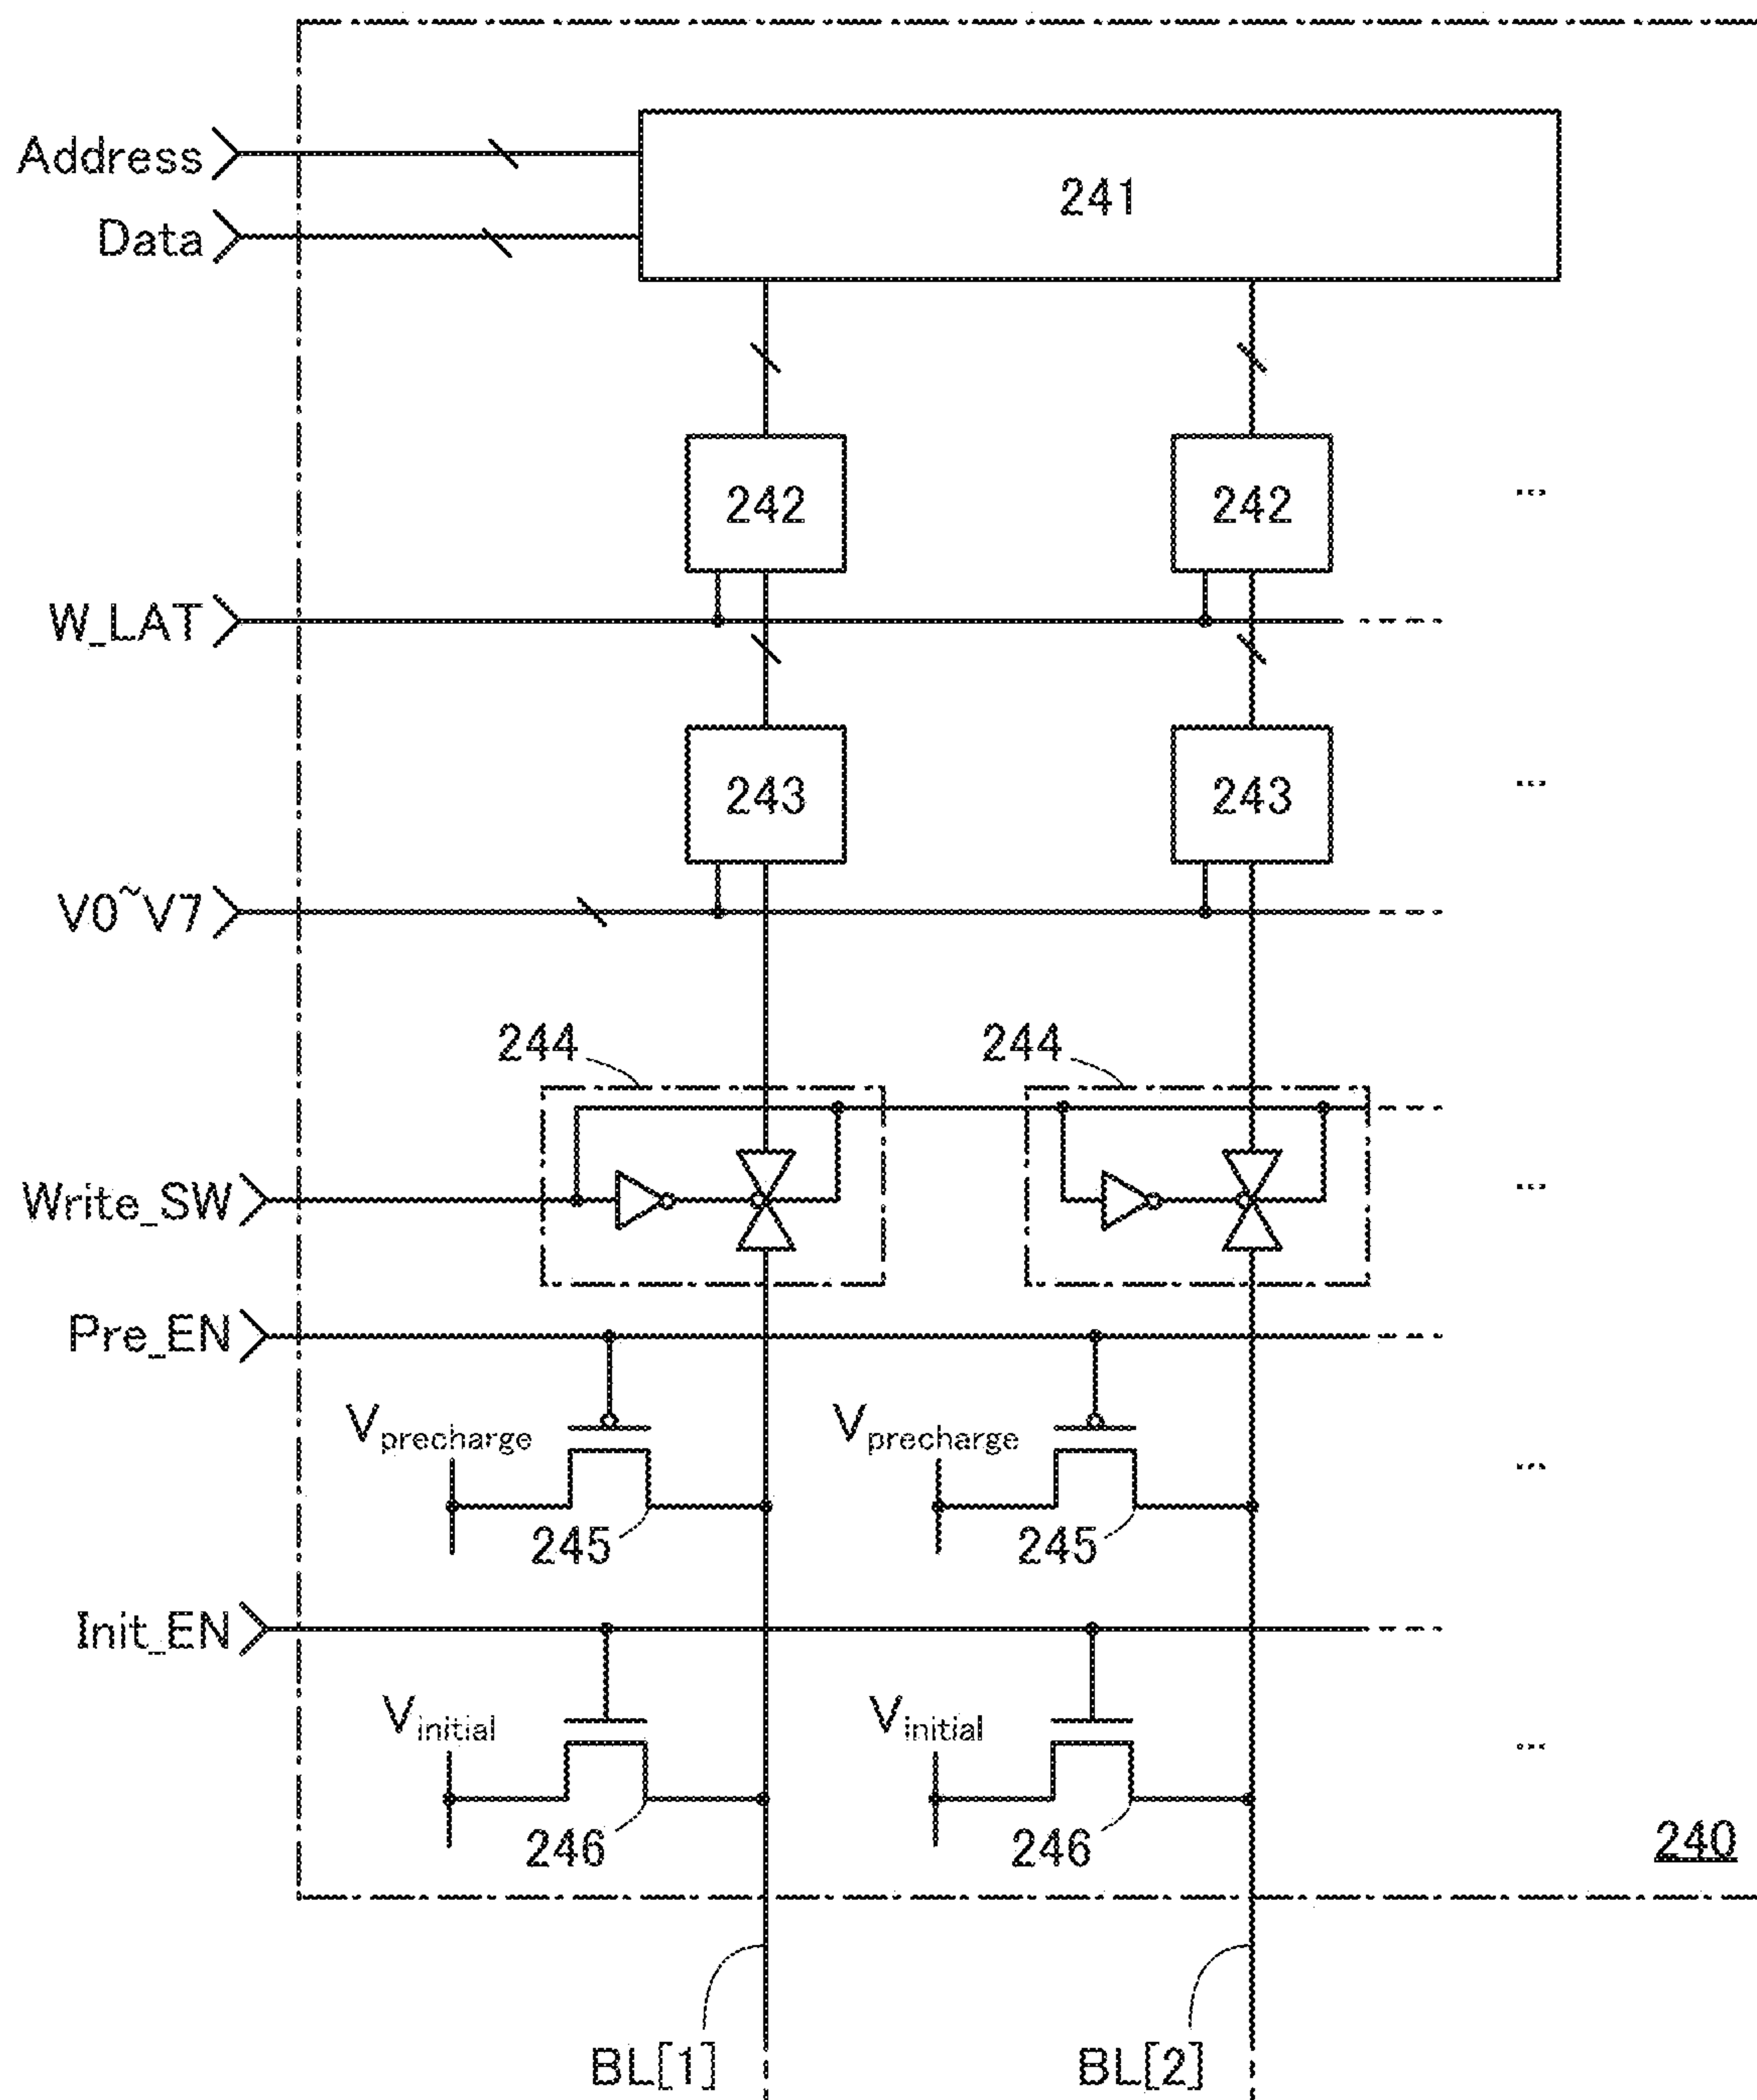 Address
241
Data
242 242 ...
W_LAT
243 243 ...
V0~V7
244 244
Write_SW ...
Pre_EN
Vprecharge Vprecharge ...
245 245
Init_EN
Vinitial Vinitial ...
246 246
240
BL[1] BL[2]